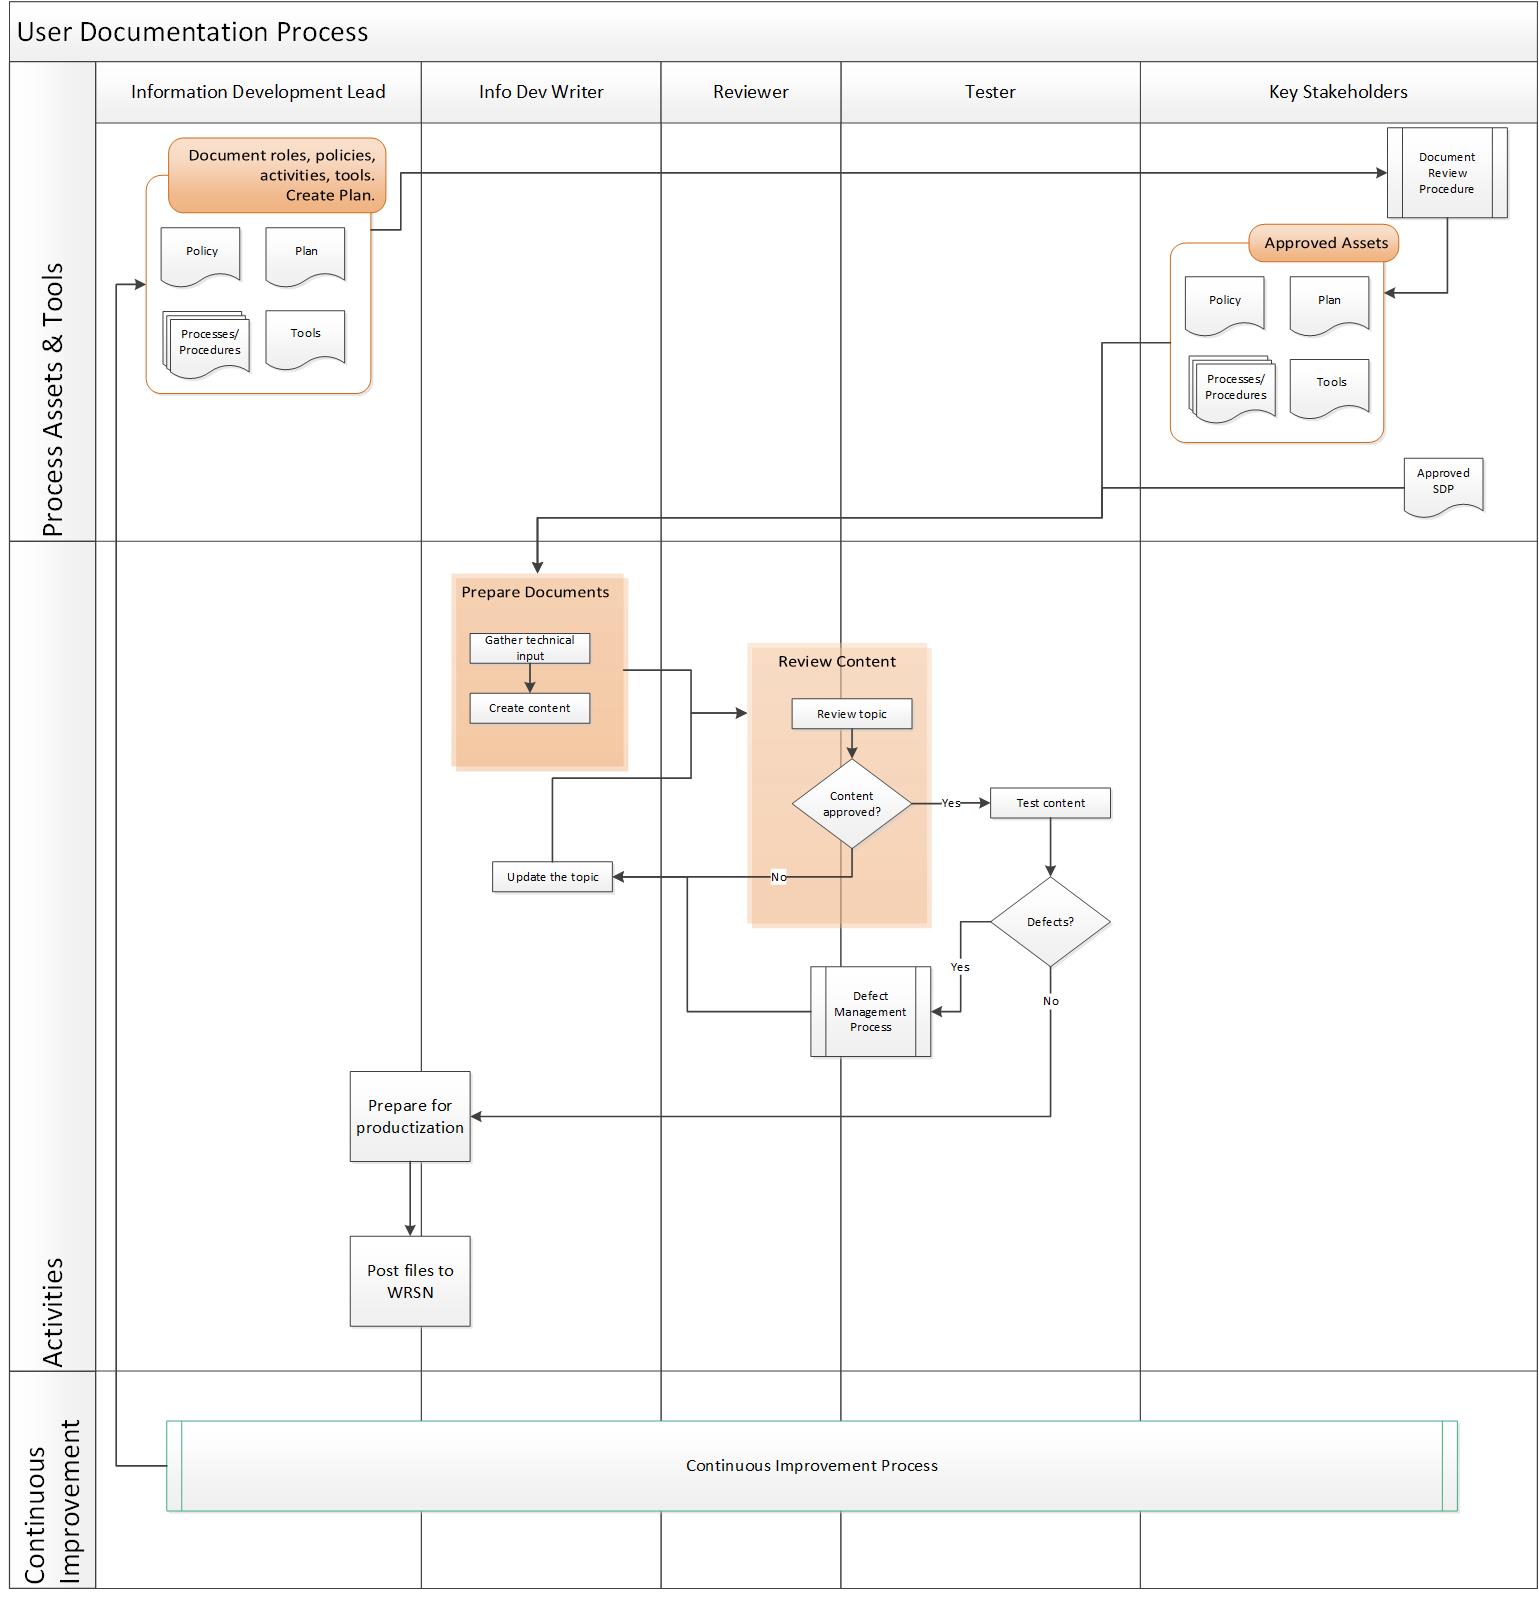 User Documentation Process
Information Development Lead
Info Dev Writer
Reviewer
Tester
Key Stakeholders
Process Assets & Tools
Document roles, policies,
activities, tools.
Create Plan.
Policy
Plan
Processes/
Procedures
Tools
Document
Review
Procedure
Approved Assets
Policy
Plan
Processes/
Procedures
Tools
Approved
SDP
Activities
Prepare Documents
Gather technical
input
Create content
Review Content
Review topic
Content
approved?
Yes
Test content
No
Update the topic
Defects?
Yes
No
Defect
Management
Process
Prepare for
productization
Post files to
WRSN
Continuous
Improvement
Continuous Improvement Process